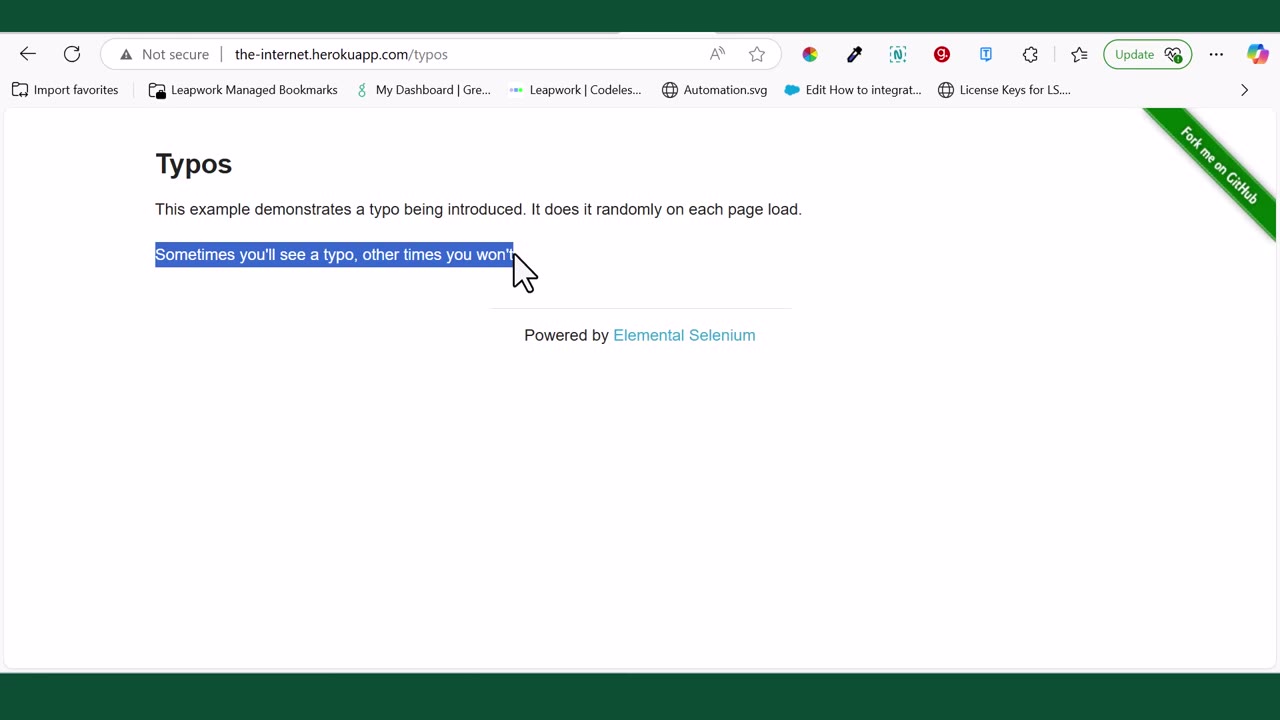 Not secure the-internet.herokuapp.com/typos Update
Import favorites Leapwork Managed Bookmarks My Dashboard | Gre... Leapwork | Codeles... Automation.svg Edit How to integrat... License Keys for LS....
Fork me on GitHub
Typos
This example demonstrates a typo being introduced. It does it randomly on each page load.
Sometimes you'll see a typo, other times you won't
Powered by Elemental Selenium